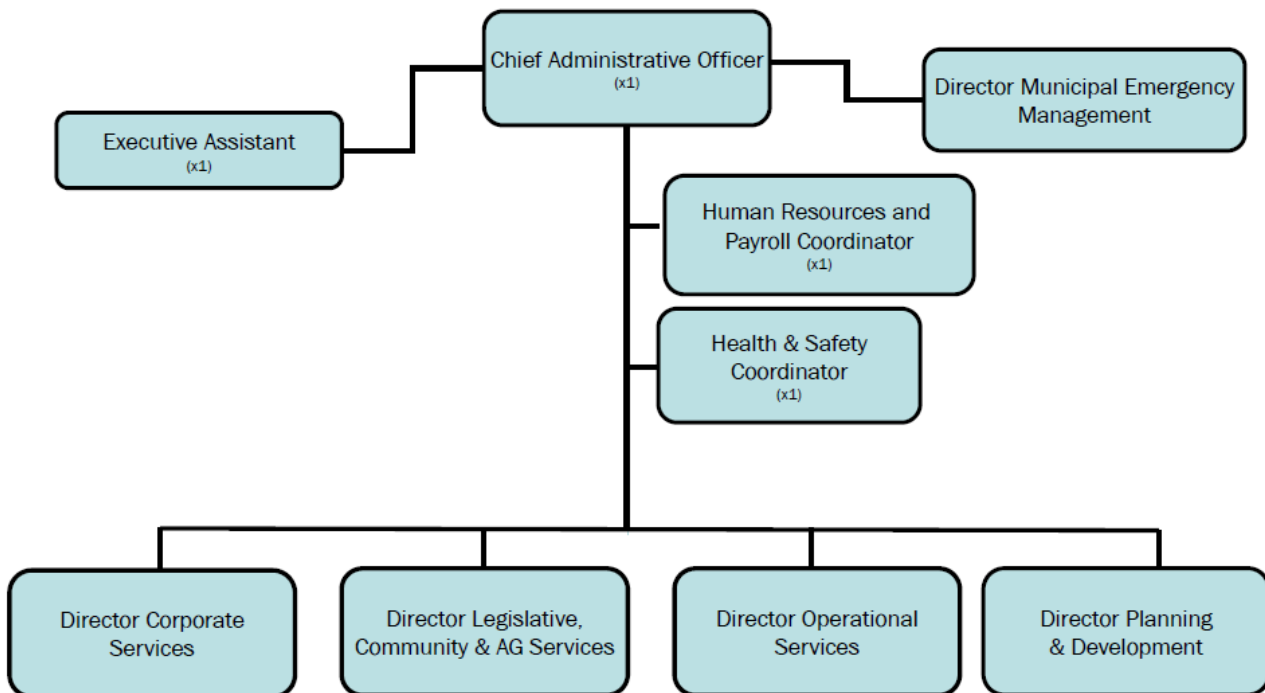 Chief Administrative Officer
(x1)
Director Municipal Emergency
Management
Executive Assistant
(x1)
Human Resources and
Payroll Coordinator
(x1)
Health & Safety
Coordinator
(x1)
Director Corporate
Services
Director Legislative,
Community & AG Services
Director Operational
Services
Director Planning
& Development